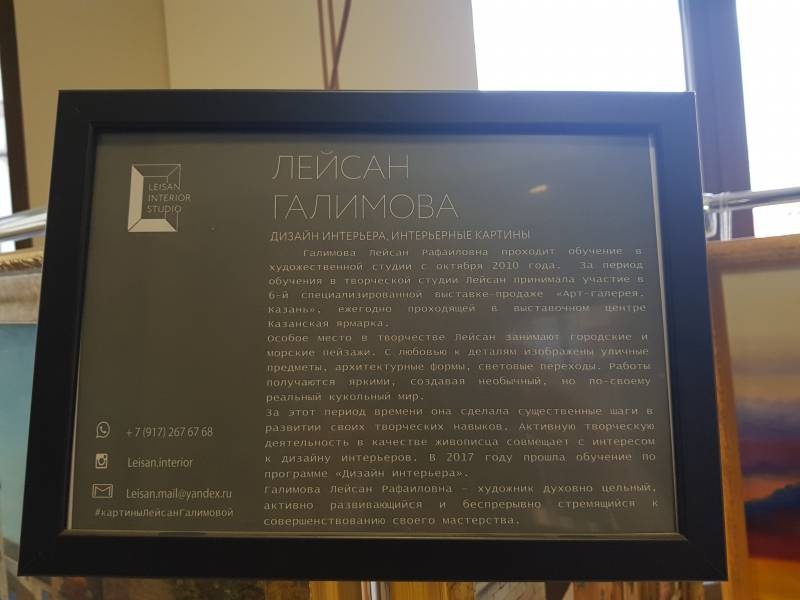 LEISAN
INTERIOR
STUDIO
ЛЕЙСАН
ГАЛИМОВА
ДИЗАЙН ИНТЕРЬЕРА, ИНТЕРЬЕРНЫЕ КАРТИНЫ
Галимова Лейсан Рафаиловна проходит обучение в
художественной студии с октября 2010 года. За период
обучения в творческой студии Лейсан принимала участие в
6-й специализированной выставке-продаже «Арт-галерея.
Казань», ежегодно проходящей в выставочном центре
Казанская ярмарка.
Особое место в творчестве Лейсан занимают городские и
морские пейзажи. С любовью к деталям изображены уличные
предметы, архитектурные формы, световые переходы. Работы
получаются яркими, создавая необычный, но по-своему
реальный кукольный мир.
За этот период времени она сделала существенные шаги в
развитии своих творческих навыков. Активную творческую
деятельность в качестве живописца совмещает с интересом
к дизайну интерьеров. В 2017 году прошла обучение по
программе «Дизайн интерьера».
Галимова Лейсан Рафаиловна – художник духовно цельный,
активно развивающийся и беспрерывно стремящийся к
совершенствованию своего мастерства.
+ 7 (917) 267 67 68
Leisan.interior
Leisan.mail@yandex.ru
#картиныЛейсанГалимовой